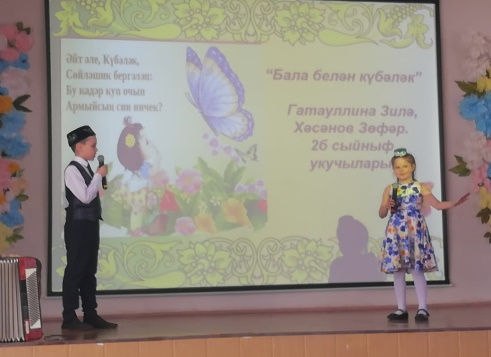 Әйт әле, Күбәләк,
Сөйләшик бергәләп:
Бу кадәр күп очып
Армыйсын син ничек?
“Бала белән күбәләк”
Гатауллина Зилә,
Хәсәнов Зөфәр.
2б сыйныф
укучылары